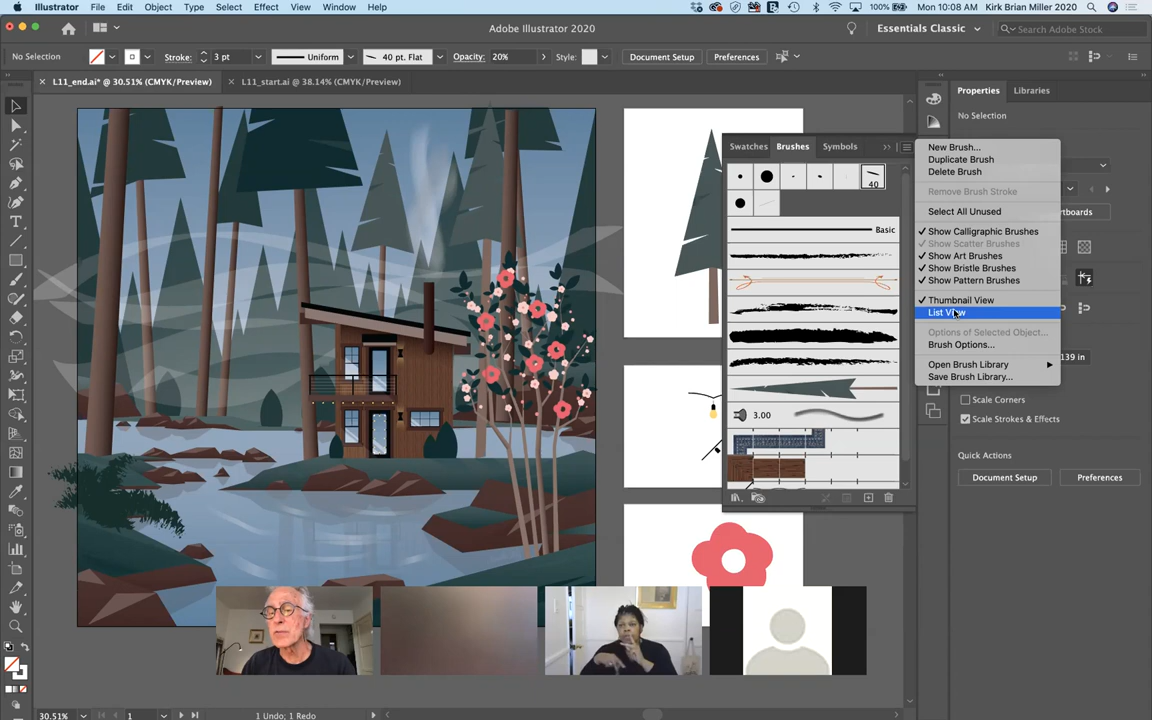 Illustrator File Edit Object Type Select Effect View Window Help
100% Mon 10:08 AM Kirk Brian Miller 2020
Adobe Illustrator 2020
Essentials Classic
Search Adobe Stock
No Selection Stroke: 3 pt Uniform 40 pt. Flat Opacity: 20% Style: Document Setup Preferences
L11_end.ai* @ 30.51% (CMYK/Preview)
L11_start.ai @ 38.14% (CMYK/Preview)
Properties Libraries
No Selection
Swatches Brushes Symbols
40
Basic
3.00
New Brush...
Duplicate Brush
Delete Brush
Remove Brush Stroke
Select All Unused
Show Calligraphic Brushes
Show Scatter Brushes
Show Art Brushes
Show Bristle Brushes
Show Pattern Brushes
Thumbnail View
List View
Options of Selected Object...
Brush Options...
Open Brush Library
Save Brush Library...
artboards
139 in
Scale Corners
Scale Strokes & Effects
Quick Actions
Document Setup Preferences
30.51% 1 1 Undo; 1 Redo